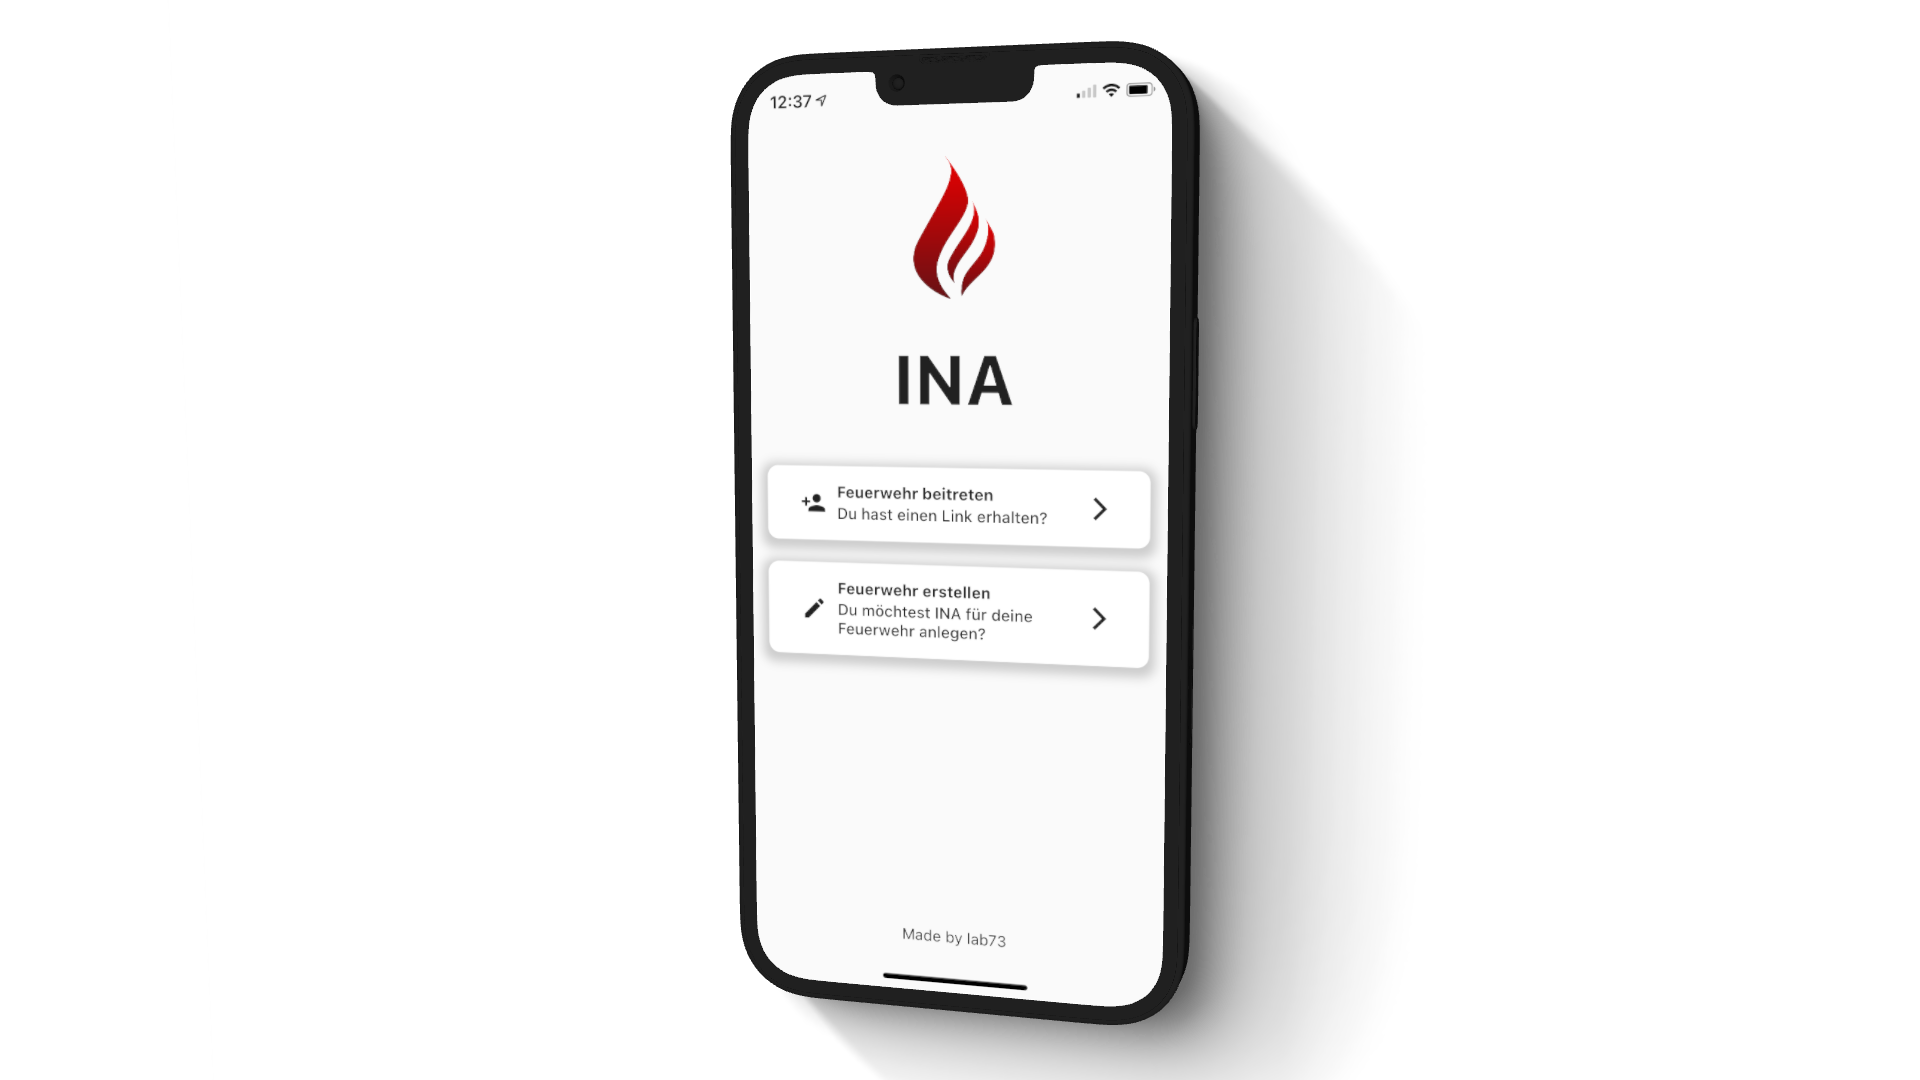 12:37
INA
Feuerwehr beitreten
Du hast einen Link erhalten?
Feuerwehr erstellen
Du möchtest INA für deine
Feuerwehr anlegen?
Made by lab73